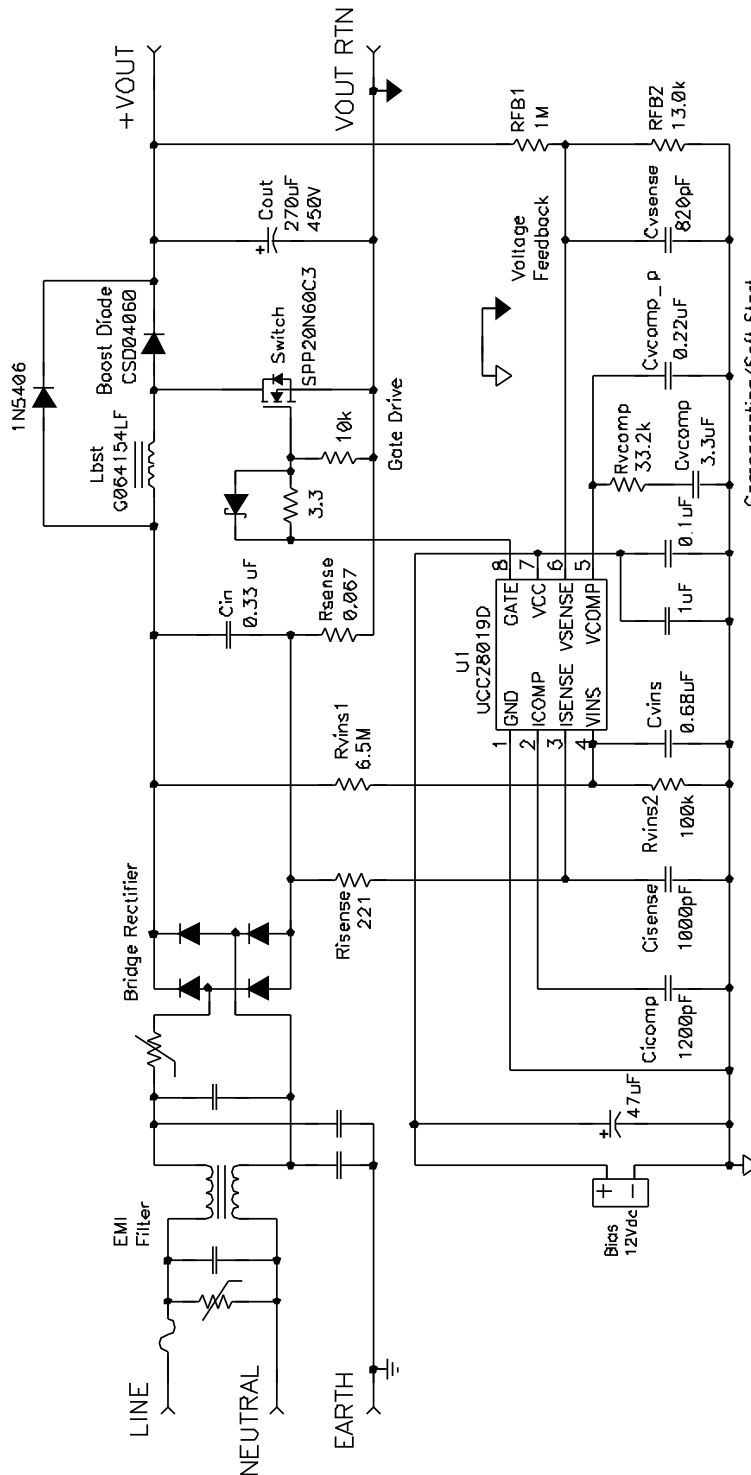 LINE
NEUTRAL
EARTH
EMI
Filter
Bridge Rectifier
1N5406
Lbst
G064154LF
Boost Diode
CSD04060
+VOUT
Cin
0.33 uF
Rsense
0.067
3.3
10k
Switch
SPP20N60C3
Gate Drive
+
Cout
270uF
450V
VOUT RTN
Risense
221
Rvins1
6.5M
Voltage
Feedback
RFB1
1M
U1
UCC28019D
1
GND
2
ICOMP
3
ISENSE
4
VINS
8
GATE
7
VCC
6
VSENSE
5
VCOMP
Bias
12Vdc
+
-
+
47uF
Cicomp
1200pF
Cisense
1000pF
Rvins2
100k
Cvins
0.68uF
1uF
0.1uF
Rvcomp
33.2k
Cvcomp
3.3uF
Cvcomp_p
0.22uF
Cvsense
820pF
RFB2
13.0k